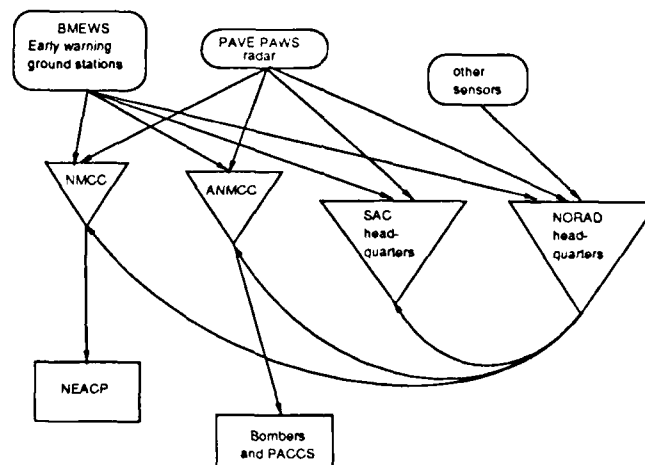 BMEWS
Early warning
ground stations
PAVE PAWS
radar
other
sensors
NMCC
ANMCC
SAC
head-
quarters
NORAD
head-
quarters
NEACP
Bombers
and PACCS